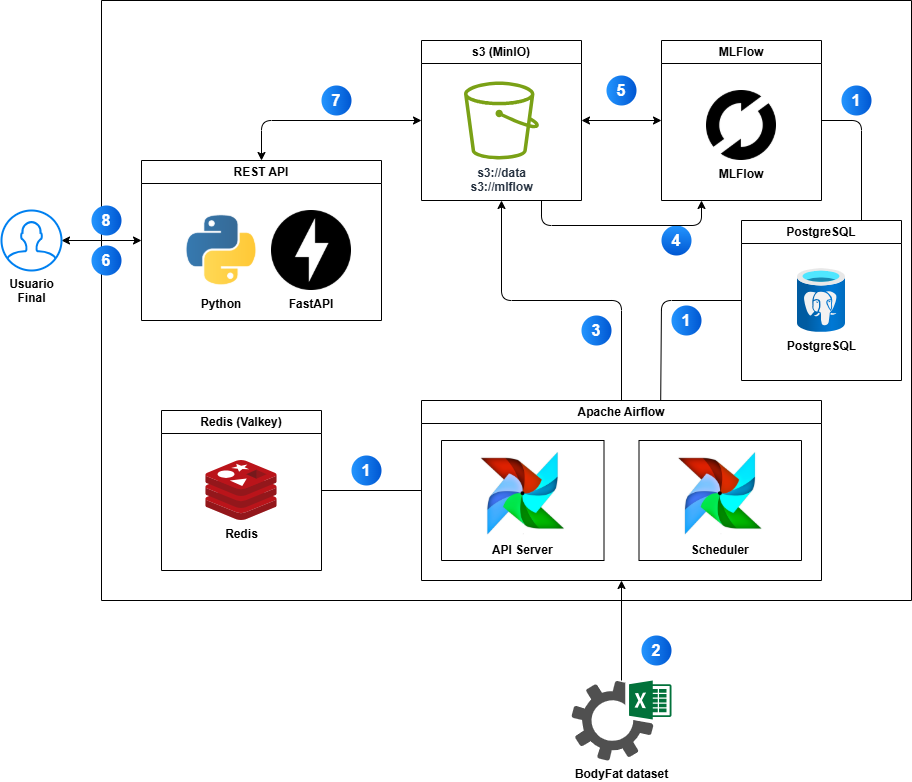 s3 (MinIO)
MLFlow
7
5
1
s3://data
s3://mlflow
MLFlow
REST API
8
6
4
PostgreSQL
Usuario
Final
Python
FastAPI
3
1
PostgreSQL
Redis (Valkey)
Apache Airflow
1
Redis
API Server
Scheduler
2
X
BodyFat dataset